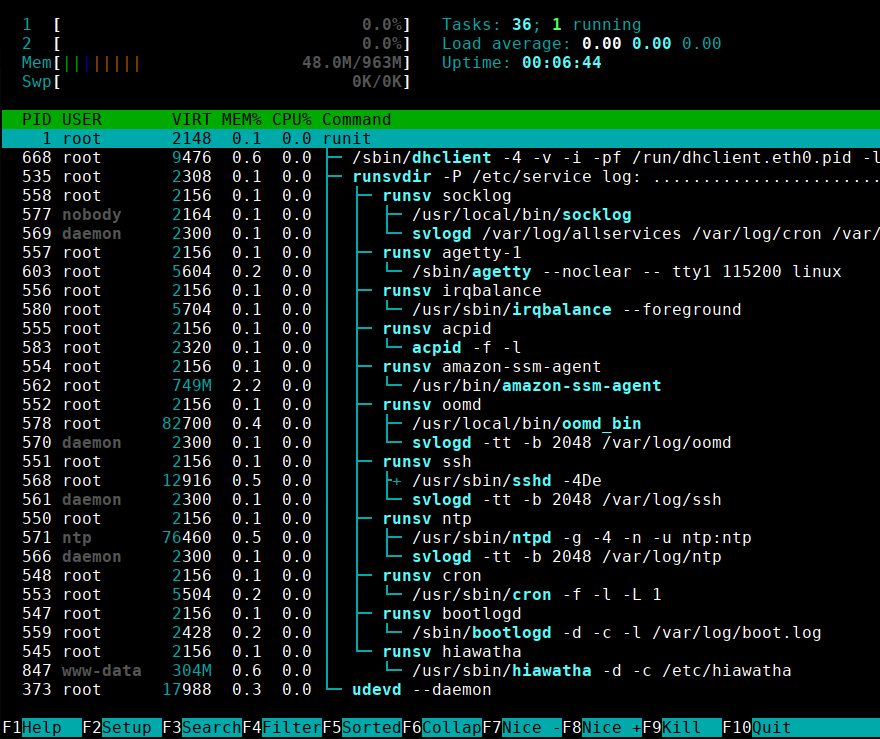 1 [ 0.0%] Tasks: 36; 1 running
2 [ 0.0%] Load average: 0.00 0.00 0.00
Mem[|||||||| 48.0M/963M] Uptime: 00:06:44
Swp[ 0K/0K]
PID USER VIRT MEM% CPU% Command
1 root 2148 0.1 0.0 runit
668 root 9476 0.6 0.0 ├─ /sbin/dhclient -4 -v -i -pf /run/dhclient.eth0.pid -l
535 root 2308 0.1 0.0 ├─ runsvdir -P /etc/service log: .......................
558 root 2156 0.1 0.0 │ ├─ runsv socklog
577 nobody 2164 0.1 0.0 │ │ ├─ /usr/local/bin/socklog
569 daemon 2300 0.1 0.0 │ │ └─ svlogd /var/log/allservices /var/log/cron /var/
557 root 2156 0.1 0.0 │ ├─ runsv agetty-1
603 root 5604 0.2 0.0 │ │ └─ /sbin/agetty --noclear -- tty1 115200 linux
556 root 2156 0.1 0.0 │ ├─ runsv irqbalance
580 root 5704 0.1 0.0 │ │ └─ /usr/sbin/irqbalance --foreground
555 root 2156 0.1 0.0 │ ├─ runsv acpid
583 root 2320 0.1 0.0 │ │ └─ acpid -f -l
554 root 2156 0.1 0.0 │ ├─ runsv amazon-ssm-agent
562 root 749M 2.2 0.0 │ │ └─ /usr/bin/amazon-ssm-agent
552 root 2156 0.1 0.0 │ ├─ runsv oomd
578 root 82700 0.4 0.0 │ │ ├─ /usr/local/bin/oomd_bin
570 daemon 2300 0.1 0.0 │ │ └─ svlogd -tt -b 2048 /var/log/oomd
551 root 2156 0.1 0.0 │ ├─ runsv ssh
568 root 12916 0.5 0.0 │ │ ├+ /usr/sbin/sshd -4De
561 daemon 2300 0.1 0.0 │ │ └─ svlogd -tt -b 2048 /var/log/ssh
550 root 2156 0.1 0.0 │ ├─ runsv ntp
571 ntp 76460 0.5 0.0 │ │ ├─ /usr/sbin/ntpd -g -4 -n -u ntp:ntp
566 daemon 2300 0.1 0.0 │ │ └─ svlogd -tt -b 2048 /var/log/ntp
548 root 2156 0.1 0.0 │ ├─ runsv cron
553 root 5504 0.2 0.0 │ │ └─ /usr/sbin/cron -f -l -L 1
547 root 2156 0.1 0.0 │ ├─ runsv bootlogd
559 root 2428 0.2 0.0 │ │ └─ /sbin/bootlogd -d -c -l /var/log/boot.log
545 root 2156 0.1 0.0 │ └─ runsv hiawatha
847 www-data 304M 0.6 0.0 │ └─ /usr/sbin/hiawatha -d -c /etc/hiawatha
373 root 17988 0.3 0.0 └─ udevd --daemon
F1Help F2Setup F3SearchF4FilterF5SortedF6CollapF7Nice -F8Nice +F9Kill F10Quit